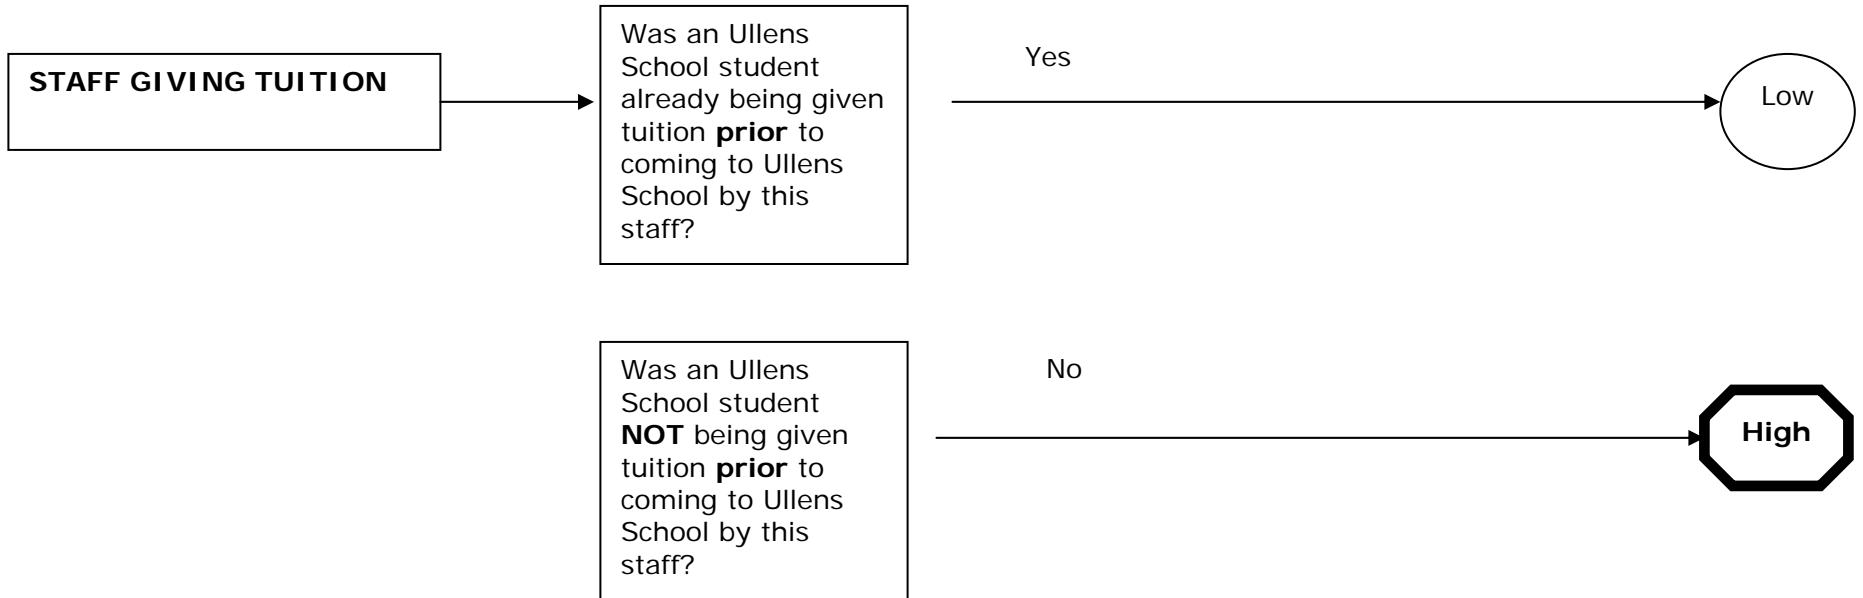 STAFF GIVING TUITION
Was an Ullens
School student
already being given
tuition prior to
coming to Ullens
School by this
staff?
Yes
Low
Was an Ullens
School student
NOT being given
tuition prior to
coming to Ullens
School by this
staff?
No
High